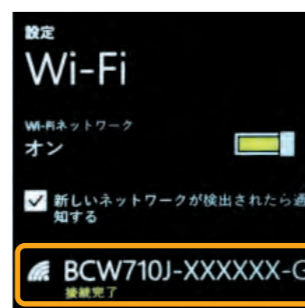 設定
Wi-Fi
Wi-Fiネットワーク
オン
新しいネットワークが検出されたら通
知する
BCW710J-XXXXXX-G
接続完了